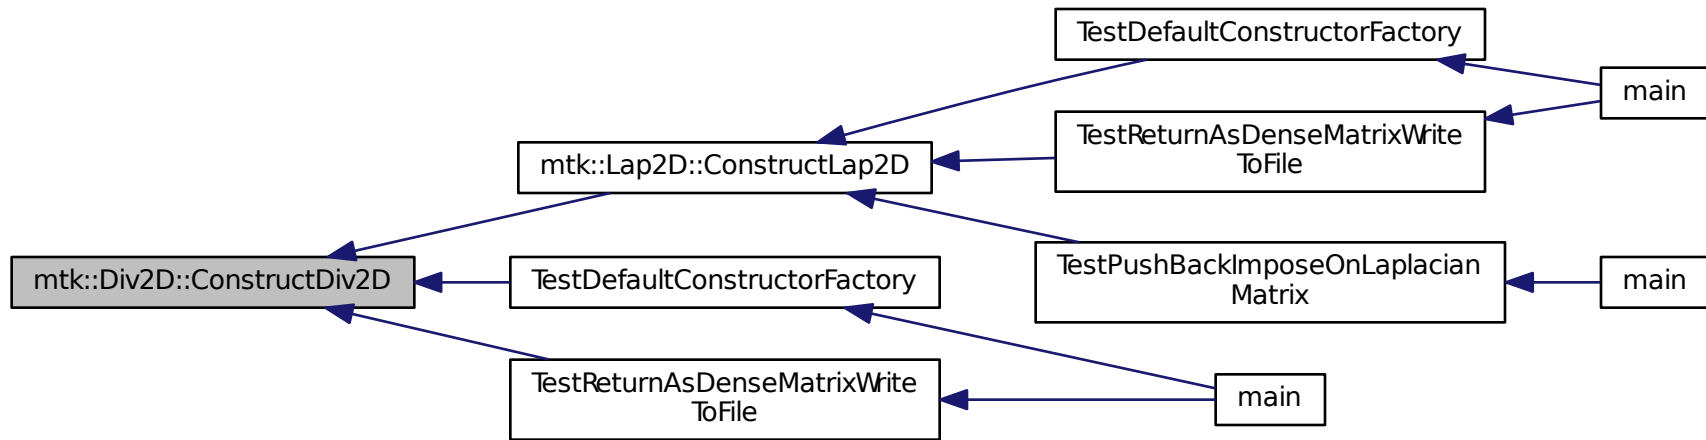 TestDefaultConstructorFactory
main
TestReturnAsDenseMatrixWrite
ToFile
mtk::Lap2D::ConstructLap2D
TestPushBackImposeOnLaplacian
Matrix
main
mtk::Div2D::ConstructDiv2D
TestDefaultConstructorFactory
TestReturnAsDenseMatrixWrite
ToFile
main